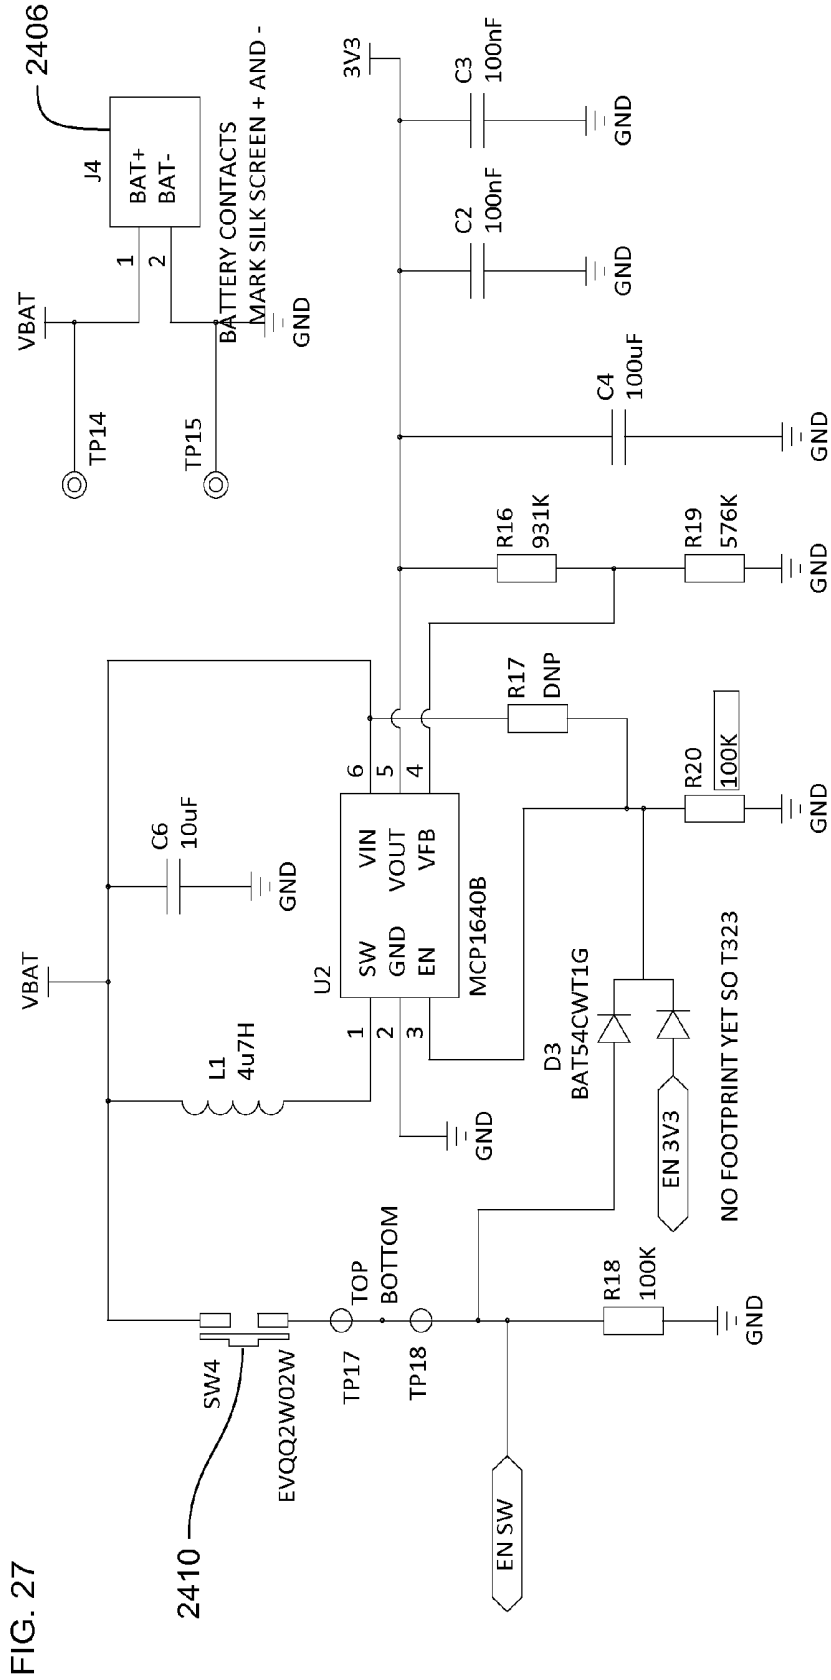 FIG. 27
2410
SW4
EVQQ2W02W
TP17
TOP
BOTTOM
TP18
EN SW
R18
100K
GND
VBAT
L1
4u7H
C6
10uF
GND
U2
SW
GND
EN
VIN
VOUT
VFB
1
2
3
6
5
4
MCP1640B
GND
D3
BAT54CWT1G
EN 3V3
NO FOOTPRINT YET SO T323
R17
DNP
R20
100K
GND
R16
931K
R19
576K
GND
C4
100uF
GND
C2
100nF
GND
C3
100nF
GND
3V3
TP14
TP15
VBAT
GND
1
2
J4
BAT+
BAT-
2406
BATTERY CONTACTS
MARK SILK SCREEN + AND -